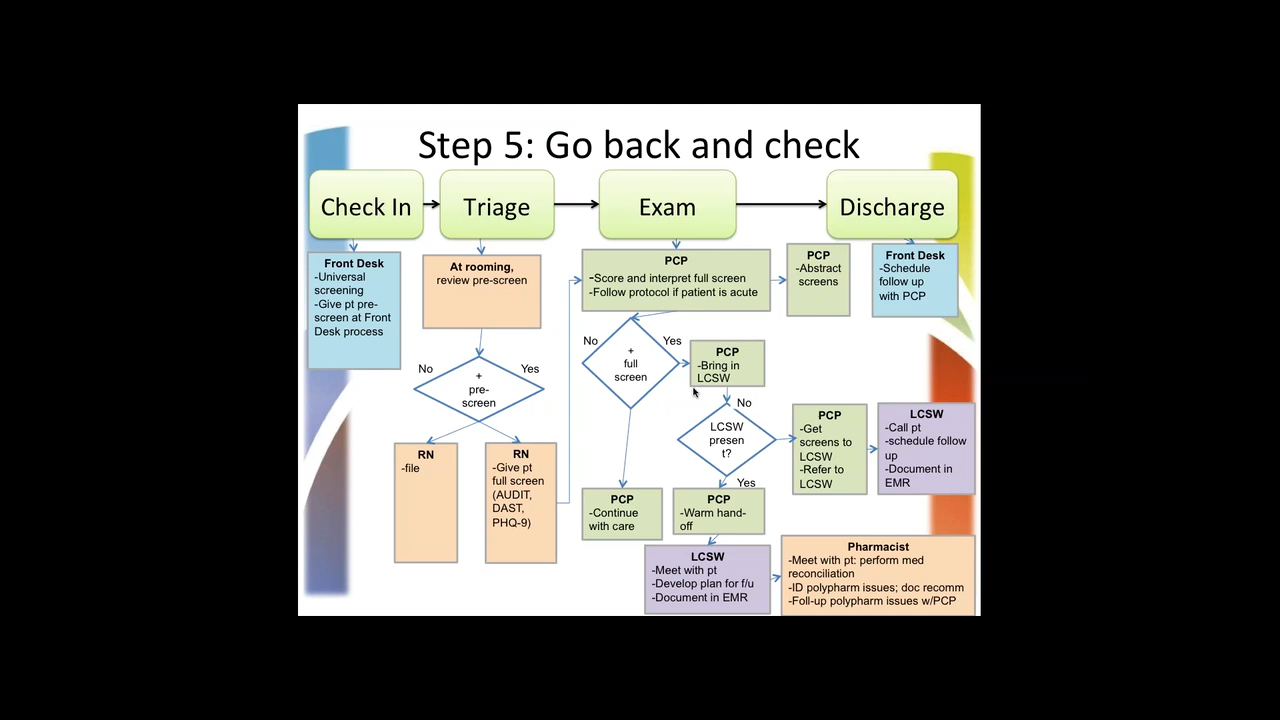 Step 5: Go back and check
Check In
Triage
Exam
Discharge
Front Desk
-Universal
screening
-Give pt pre-
screen at Front
Desk process
At rooming,
review pre-screen
No
Yes
+
pre-
screen
RN
-file
RN
-Give pt
full screen
(AUDIT,
DAST,
PHQ-9)
PCP
-Score and interpret full screen
-Follow protocol if patient is acute
PCP
-Abstract
screens
Front Desk
-Schedule
follow up
with PCP
No
Yes
+
full
screen
PCP
-Bring in
LCSW
No
LCSW
presen
t?
Yes
PCP
-Get
screens to
LCSW
-Refer to
LCSW
LCSW
-Call pt
-schedule follow
up
-Document in
EMR
PCP
-Continue
with care
PCP
-Warm hand-
off
LCSW
-Meet with pt
-Develop plan for f/u
-Document in EMR
Pharmacist
-Meet with pt: perform med
reconciliation
-ID polypharm issues; doc recomm
-Foll-up polypharm issues w/PCP